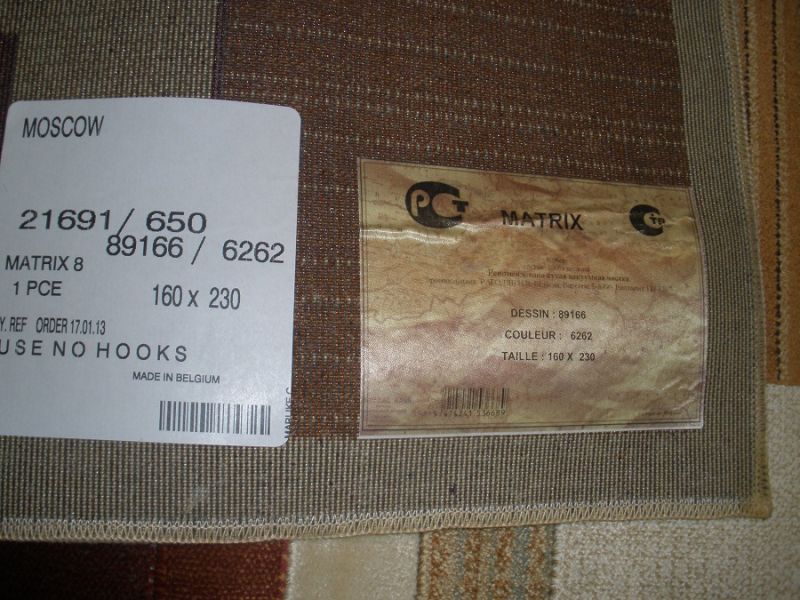 MOSCOW
21691 / 650
89166 / 6262
MATRIX 8
1 PCE
160 x 230
Y. REF ORDER 17.01.13
USE NO HOOKS
MADE IN BELGIUM
РСТ
MATRIX
DESSIN : 89166
COULEUR : 6262
TAILLE : 160 X 230